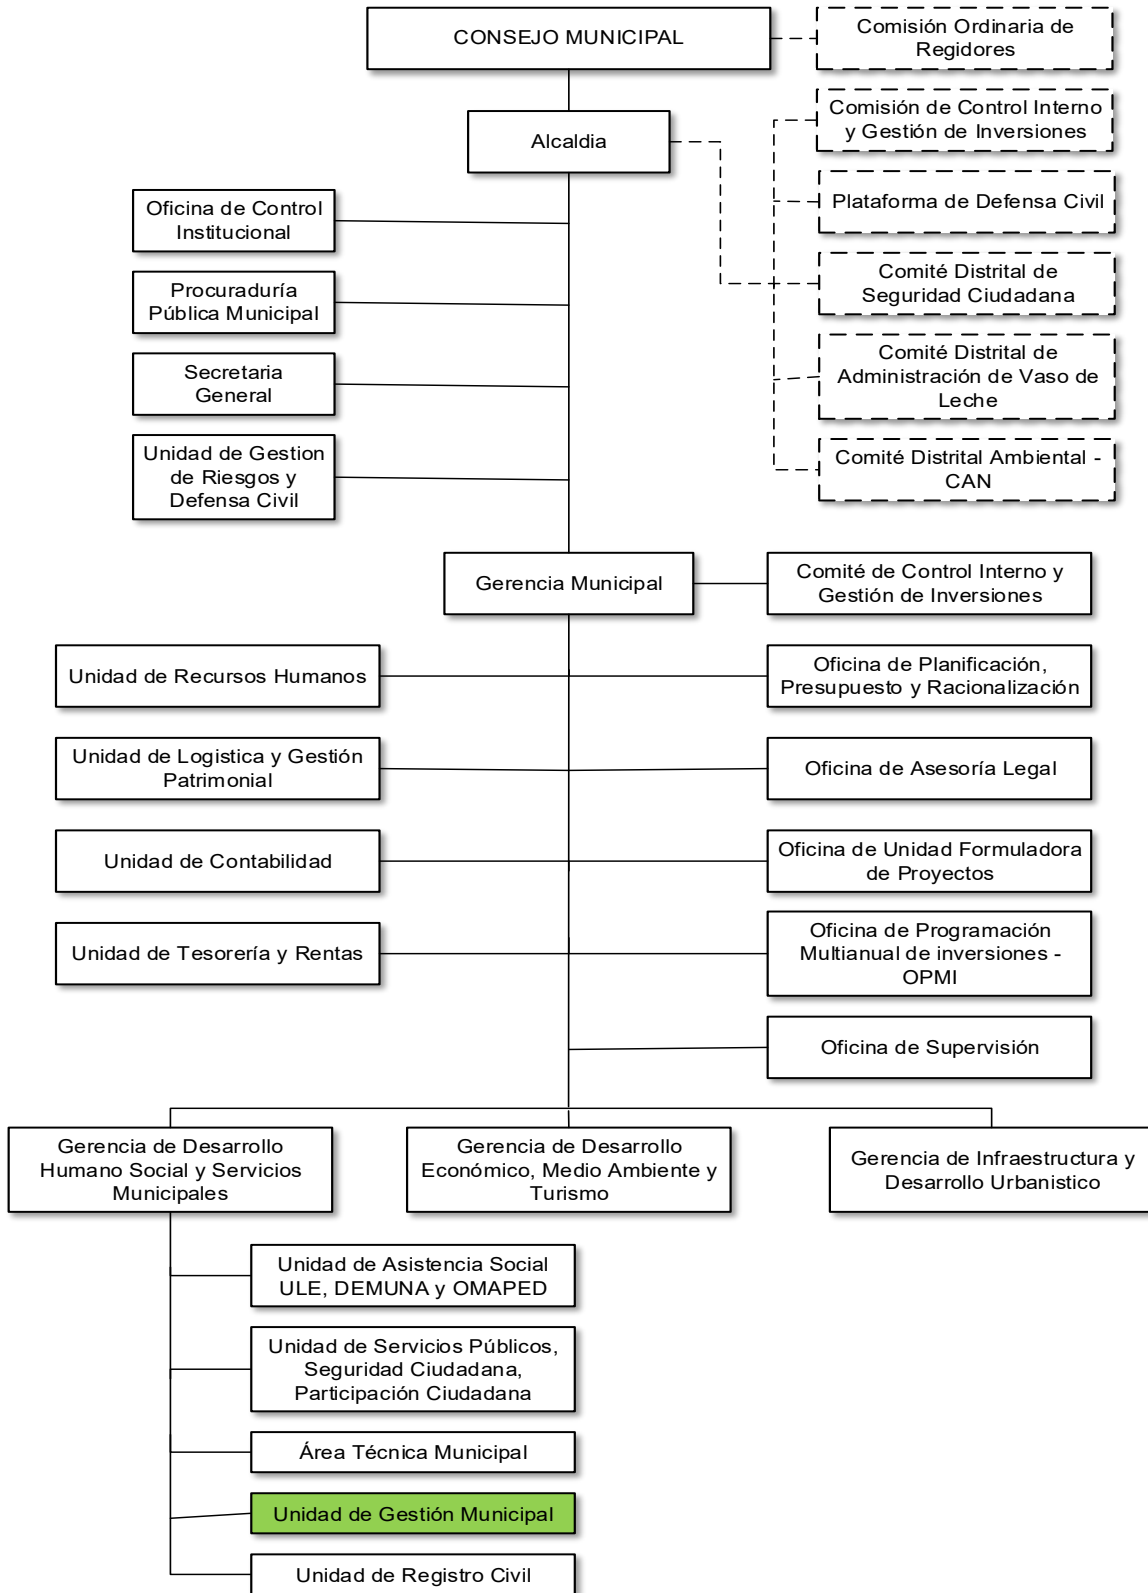 CONSEJO MUNICIPAL
Comisión Ordinaria de
Regidores
Comisión de Control Interno
y Gestión de Inversiones
Alcaldia
Plataforma de Defensa Civil
Oficina de Control
Institucional
Comité Distrital de
Seguridad Ciudadana
Procuraduría
Pública Municipal
Comité Distrital de
Administración de Vaso de
Leche
Secretaria
General
Comité Distrital Ambiental -
CAN
Unidad de Gestion
de Riesgos y
Defensa Civil
Gerencia Municipal
Comité de Control Interno y
Gestión de Inversiones
Unidad de Recursos Humanos
Oficina de Planificación,
Presupuesto y Racionalización
Unidad de Logistica y Gestión
Patrimonial
Oficina de Asesoría Legal
Unidad de Contabilidad
Oficina de Unidad Formuladora
de Proyectos
Unidad de Tesorería y Rentas
Oficina de Programación
Multianual de inversiones -
OPMI
Oficina de Supervisión
Gerencia de Desarrollo
Humano Social y Servicios
Municipales
Gerencia de Desarrollo
Económico, Medio Ambiente y
Turismo
Gerencia de Infraestructura y
Desarrollo Urbanistico
Unidad de Asistencia Social
ULE, DEMUNA y OMAPED
Unidad de Servicios Públicos,
Seguridad Ciudadana,
Participación Ciudadana
Área Técnica Municipal
Unidad de Gestión Municipal
Unidad de Registro Civil